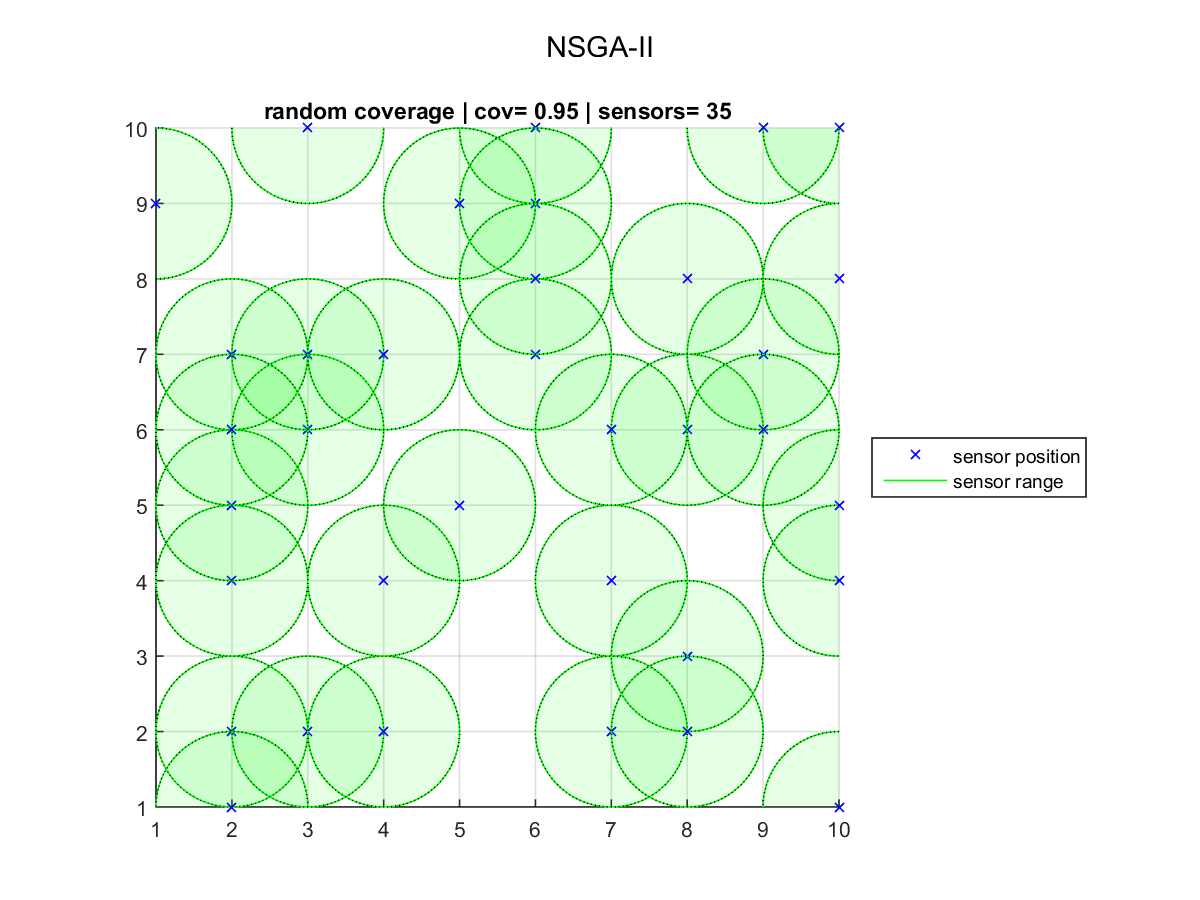 NSGA-II
random coverage | cov= 0.95 | sensors= 35
10
9
8
7
6
5
4
3
2
1
1 2 3 4 5 6 7 8 9 10
sensor position
sensor range